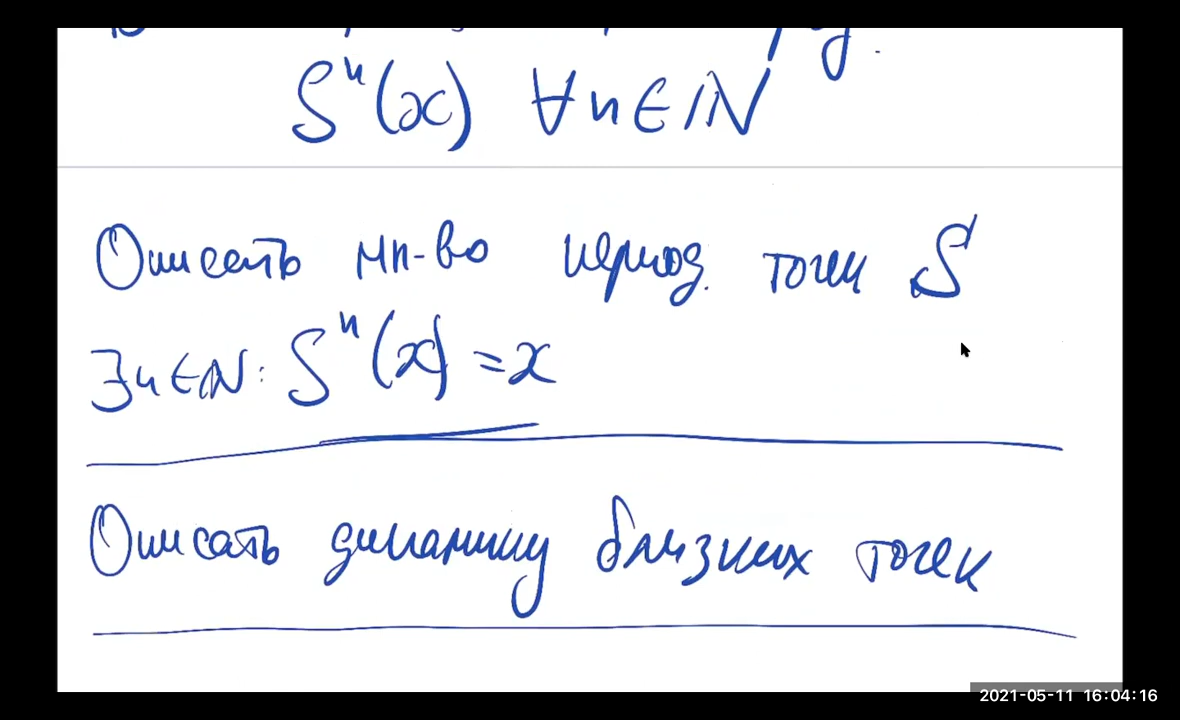 Sⁿ(x) ∀n∈ℕ
Описать мн-во период. точек S
∃n∈ℕ: Sⁿ(x) = x
Описать динамику близких точек
2021-05-11 16:04:16